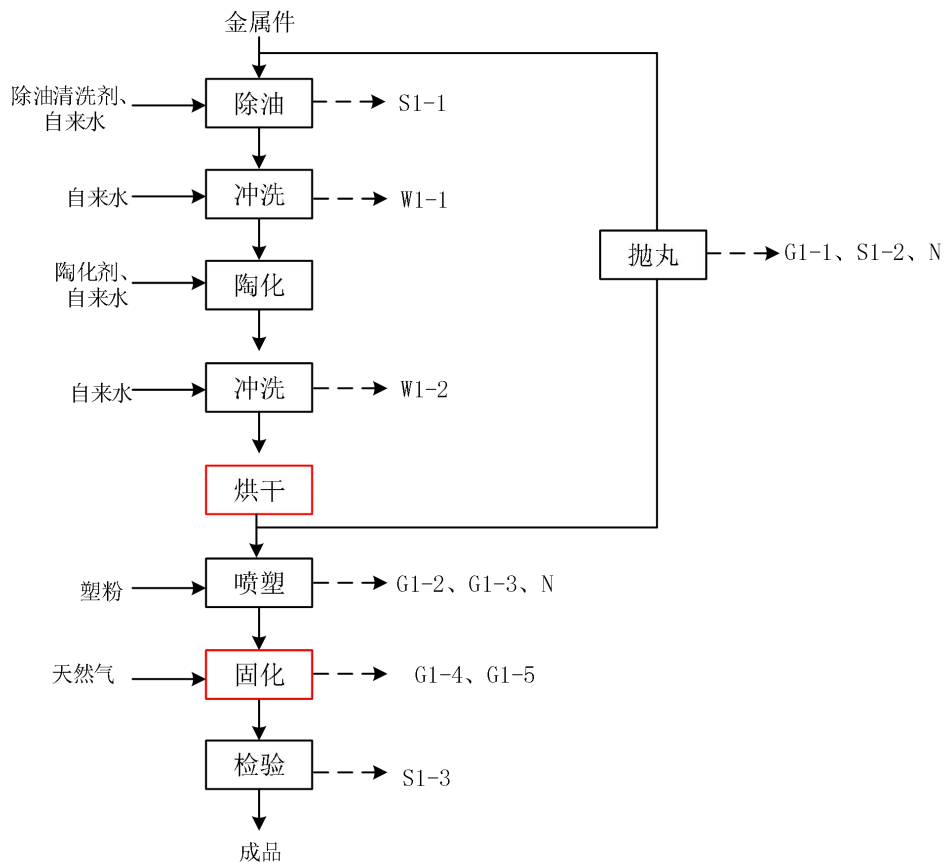 金属件
除油清洗剂、
自来水
除油
S1-1
自来水
冲洗
W1-1
陶化剂、
自来水
陶化
抛丸
G1-1、S1-2、N
自来水
冲洗
W1-2
烘干
塑粉
喷塑
G1-2、G1-3、N
天然气
固化
G1-4、G1-5
检验
S1-3
成品